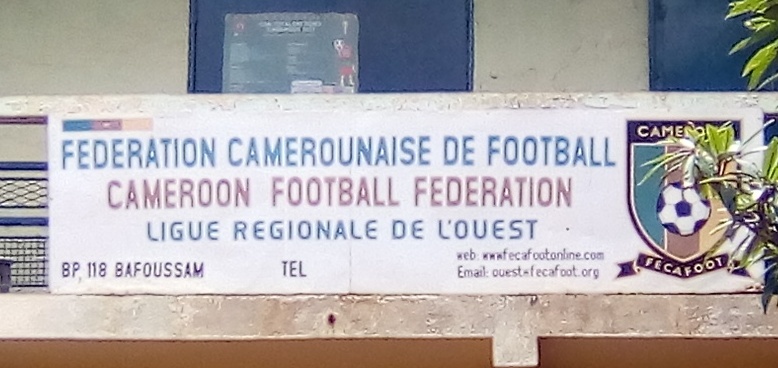 FEDERATION CAMEROUNAISE DE FOOTBALL
CAMEROON FOOTBALL FEDERATION
LIGUE REGIONALE DE L'OUEST
BP, 118 BAFOUSSAM TEL
web: www.fecafootonline.com
Email: ouest@fecafoot.org
FECAFOOT